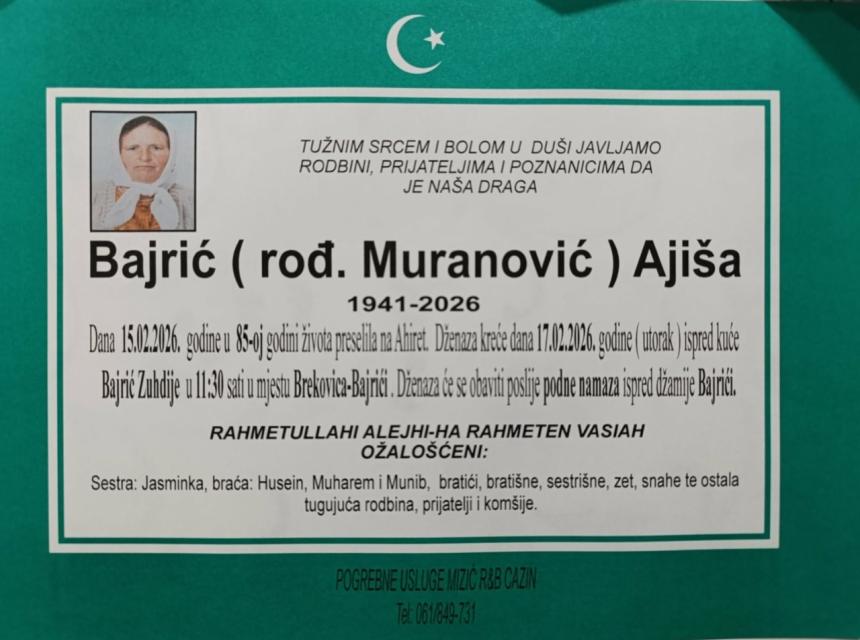 TUŽNIM SRCEM I BOLOM U DUŠI JAVLJAMO
RODBINI, PRIJATELJIMA I POZNANICIMA DA
JE NAŠA DRAGA
Bajrić ( rođ. Muranović ) Ajiša
1941-2026
Dana 15.02.2026. godine u 85-oj godini života preselila na Ahiret. Dženaza kreće dana 17.02.2026. godine ( utorak ) ispred kuće
Bajrić Zuhdije u 11:30 sati u mjestu Brekovica-Bajrići . Dženaza će se obaviti poslije podne namaza ispred džamije Bajrići.
RAHMETULLAHI ALEJHI-HA RAHMETEN VASIAH
OŽALOŠĆENI:
Sestra: Jasminka, braća: Husein, Muharem i Munib, bratići, bratišne, sestrišne, zet, snahe te ostala
tugujuća rodbina, prijatelji i komšije.
POGREBNE USLUGE MIZIĆ R&B CAZIN
Tel: 061/849-731